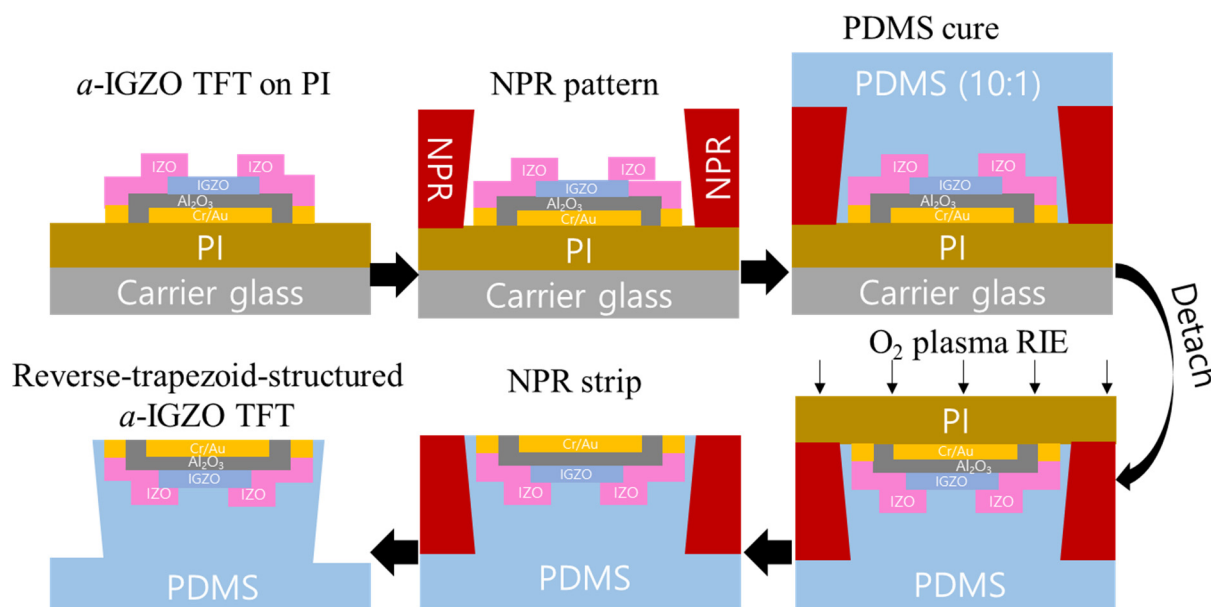 a-IGZO TFT on PI
IZO
IZO
IGZO
Al₂O₃
Cr/Au
PI
Carrier glass
NPR pattern
NPR
NPR
IZO
IZO
IGZO
Al₂O₃
Cr/Au
PI
Carrier glass
PDMS cure
PDMS (10:1)
IZO
IZO
IGZO
Al₂O₃
Cr/Au
PI
Carrier glass
Detach
O₂ plasma RIE
PI
Cr/Au
Al₂O₃
IGZO
IZO
IZO
PDMS
NPR strip
Cr/Au
Al₂O₃
IGZO
IZO
IZO
PDMS
Reverse-trapezoid-structured
a-IGZO TFT
Cr/Au
Al₂O₃
IGZO
IZO
IZO
PDMS